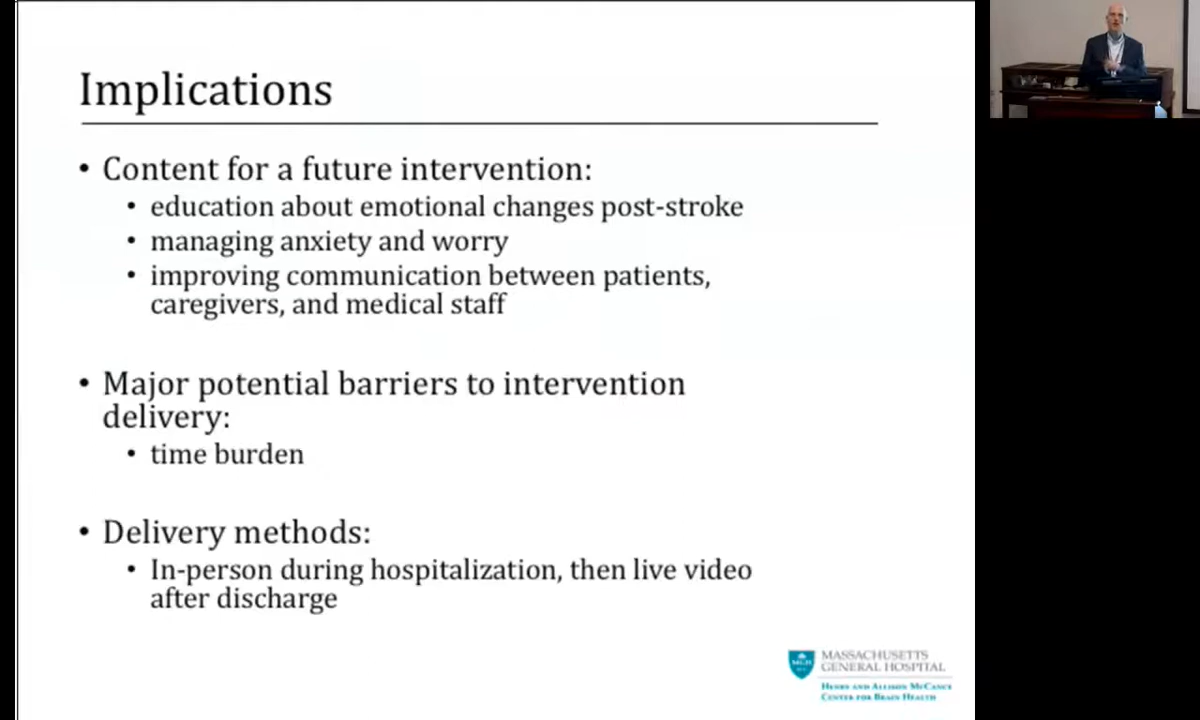 Implications
• Content for a future intervention:
• education about emotional changes post-stroke
• managing anxiety and worry
• improving communication between patients,
caregivers, and medical staff
• Major potential barriers to intervention
delivery:
• time burden
• Delivery methods:
• In-person during hospitalization, then live video
after discharge
MGH
MASSACHUSETTS
GENERAL HOSPITAL
HENRY AND ALLISON MCCANCE
CENTER FOR BRAIN HEALTH